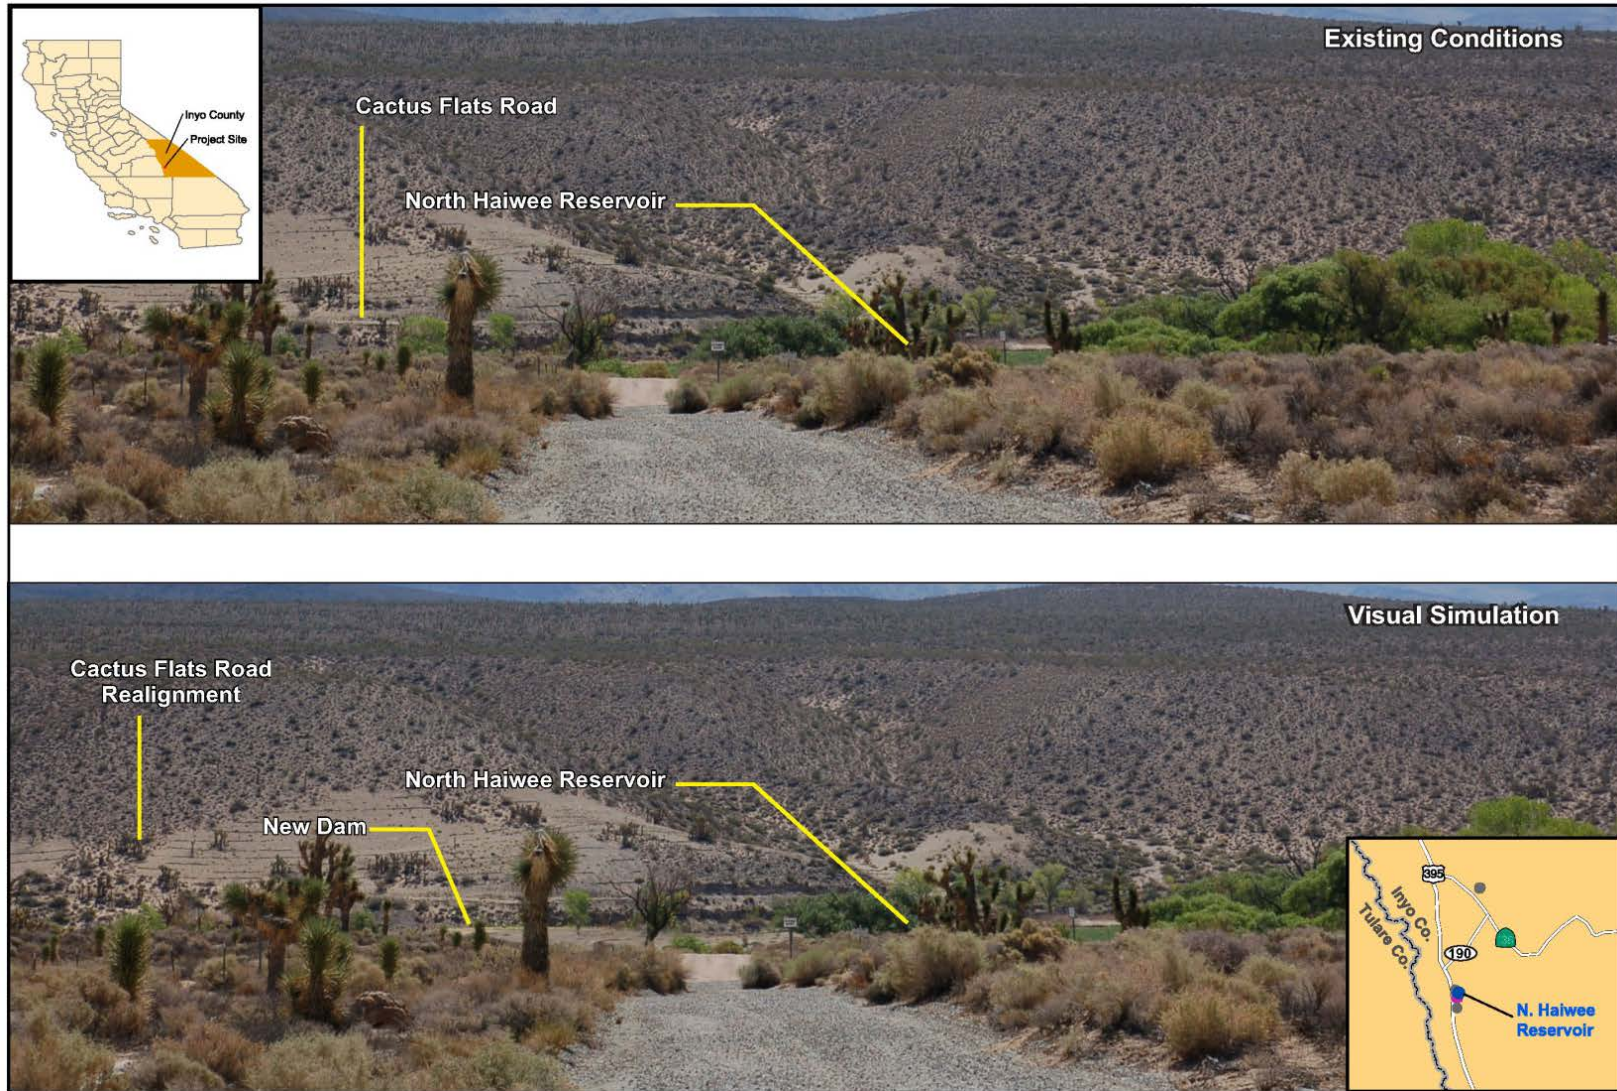 Existing Conditions
Inyo County
Project Site
Cactus Flats Road
North Haiwee Reservoir
Visual Simulation
Cactus Flats Road
Realignment
North Haiwee Reservoir
New Dam
395
Inyo Co.
Tulare Co.
190
N. Haiwee
Reservoir